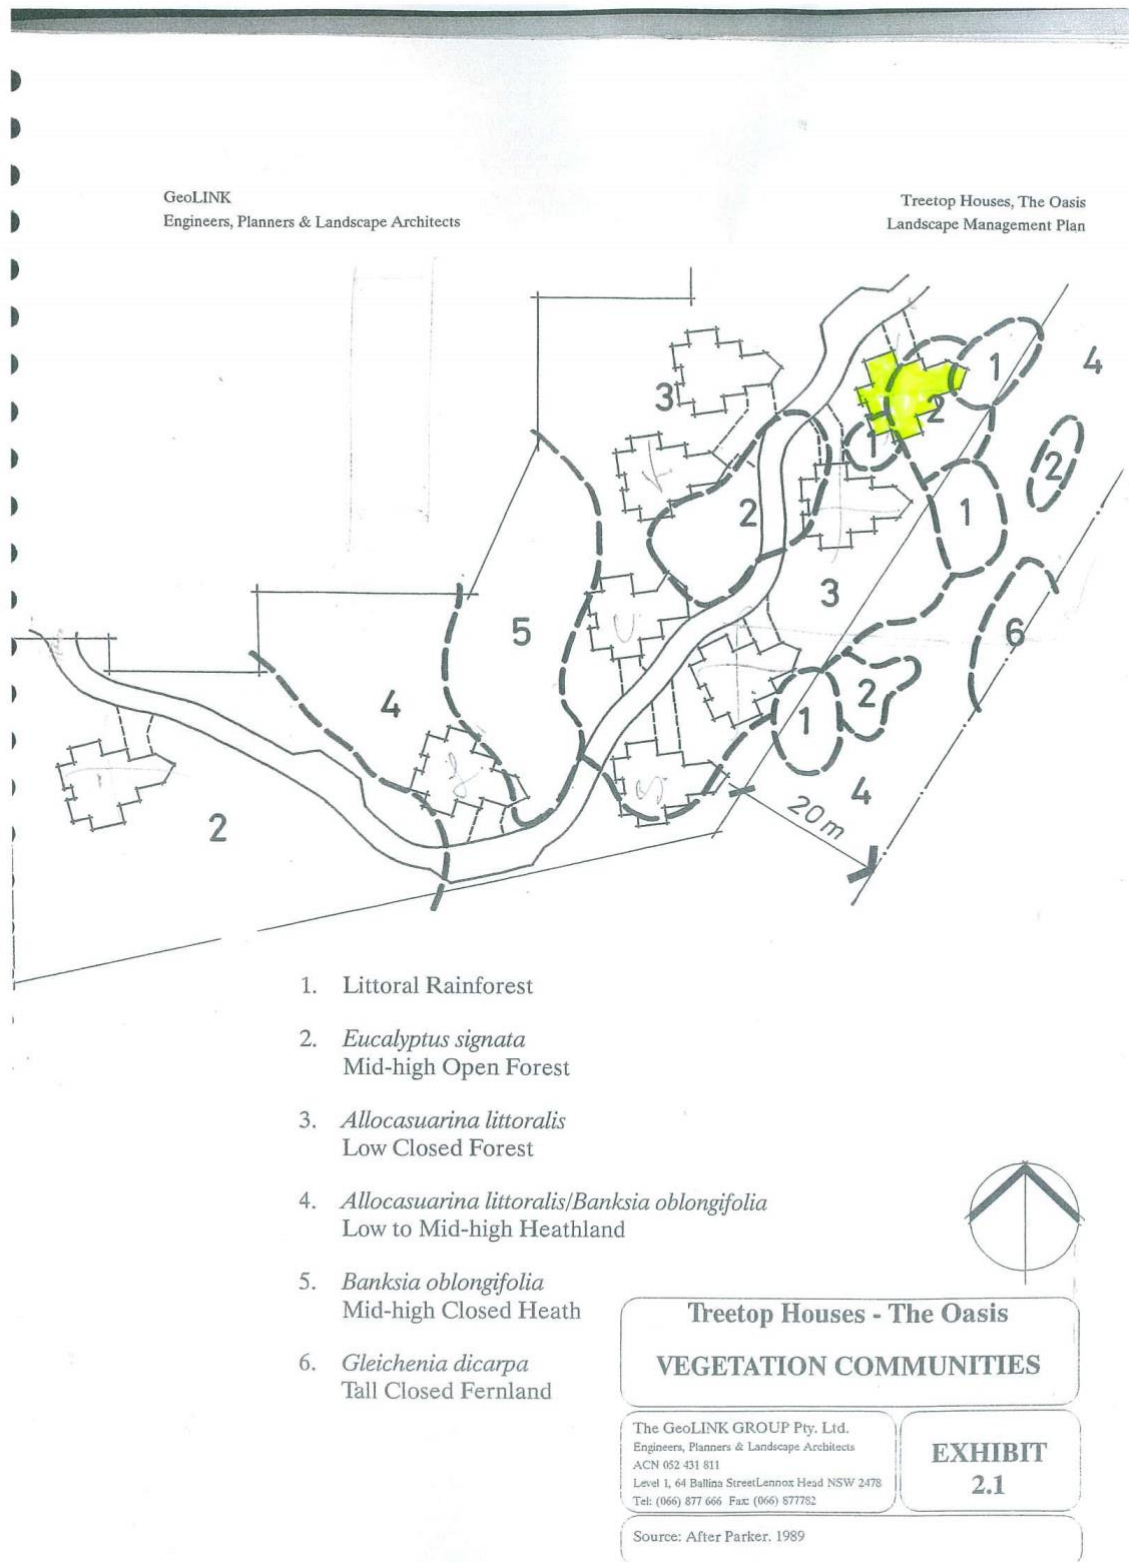 GeoLINK
Engineers, Planners & Landscape Architects
Treetop Houses, The Oasis
Landscape Management Plan
1
4
3
2
1
2
2
1
3
5
6
4
2
1
4
20 m
2
1. Littoral Rainforest
2. Eucalyptus signata
Mid-high Open Forest
3. Allocasuarina littoralis
Low Closed Forest
4. Allocasuarina littoralis/Banksia oblongifolia
Low to Mid-high Heathland
5. Banksia oblongifolia
Mid-high Closed Heath
6. Gleichenia dicarpa
Tall Closed Fernland
Treetop Houses - The Oasis
VEGETATION COMMUNITIES
The GeoLINK GROUP Pty. Ltd.
Engineers, Planners & Landscape Architects
ACN 052 431 811
Level 1, 64 Ballina StreetLennox Head NSW 2478
Tel: (066) 877 666 Fax: (066) 877782
EXHIBIT
2.1
Source: After Parker. 1989